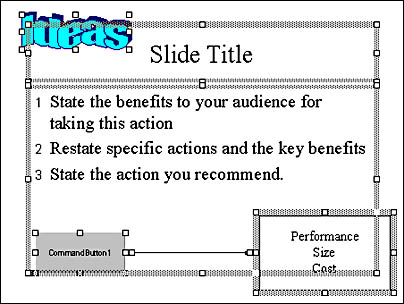 Ideas
Slide Title
1 State the benefits to your audience for
taking this action
2 Restate specific actions and the key benefits
3 State the action you recommend.
CommandButton1
Performance
Size
Cost